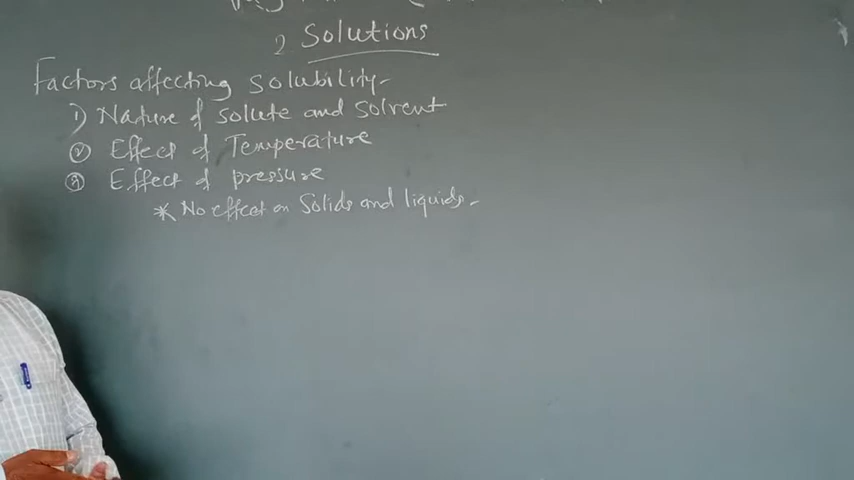 2 Solutions
Factors affecting solubility-
1) Nature of solute and solvent
② Effect of Temperature
③ Effect of pressure
* No effect on Solids and liquids-